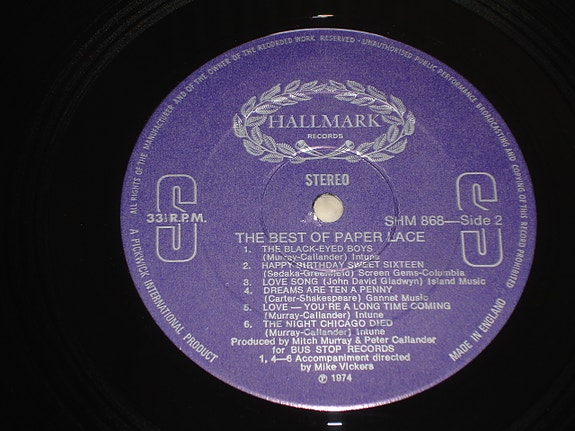 ALL RIGHTS OF THE MANUFACTURER AND OF THE OWNER OF THE RECORDED WORK RESERVED · UNAUTHORISED PUBLIC PERFORMANCE BROADCASTING AND COPYING OF THIS RECORD PROHIBITED
HALLMARK
RECORDS
STEREO
S S
33⅓ R.P.M.
SHM 868—Side 2
THE BEST OF PAPER LACE
1. THE BLACK-EYED BOYS
(Murray-Callander) Intune
2. HAPPY BIRTHDAY SWEET SIXTEEN
(Sedaka-Greenfield) Screen Gems-Columbia
3. LOVE SONG (John David Gladwyn) Island Music
4. DREAMS ARE TEN A PENNY
(Carter-Shakespeare) Gannet Music
5. LOVE — YOU'RE A LONG TIME COMING
(Murray-Callander) Intune
6. THE NIGHT CHICAGO DIED
(Murray-Callander) Intune
Produced by Mitch Murray & Peter Callander
for BUS STOP RECORDS
1, 4—6 Accompaniment directed
by Mike Vickers
℗ 1974
A PICKWICK INTERNATIONAL PRODUCT
MADE IN ENGLAND